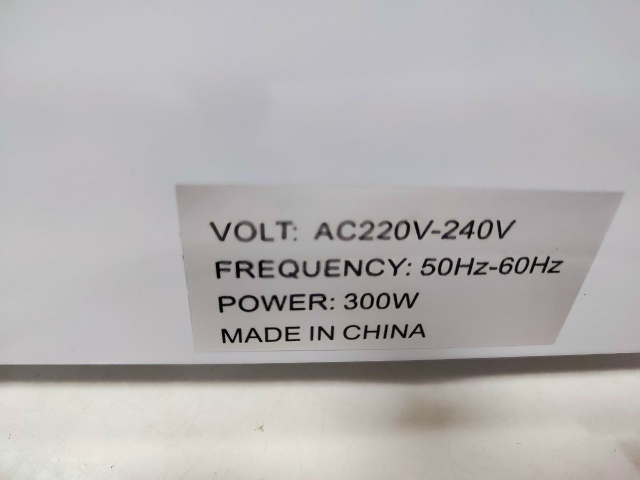 VOLT: AC220V-240V
FREQUENCY: 50Hz-60Hz
POWER: 300W
MADE IN CHINA